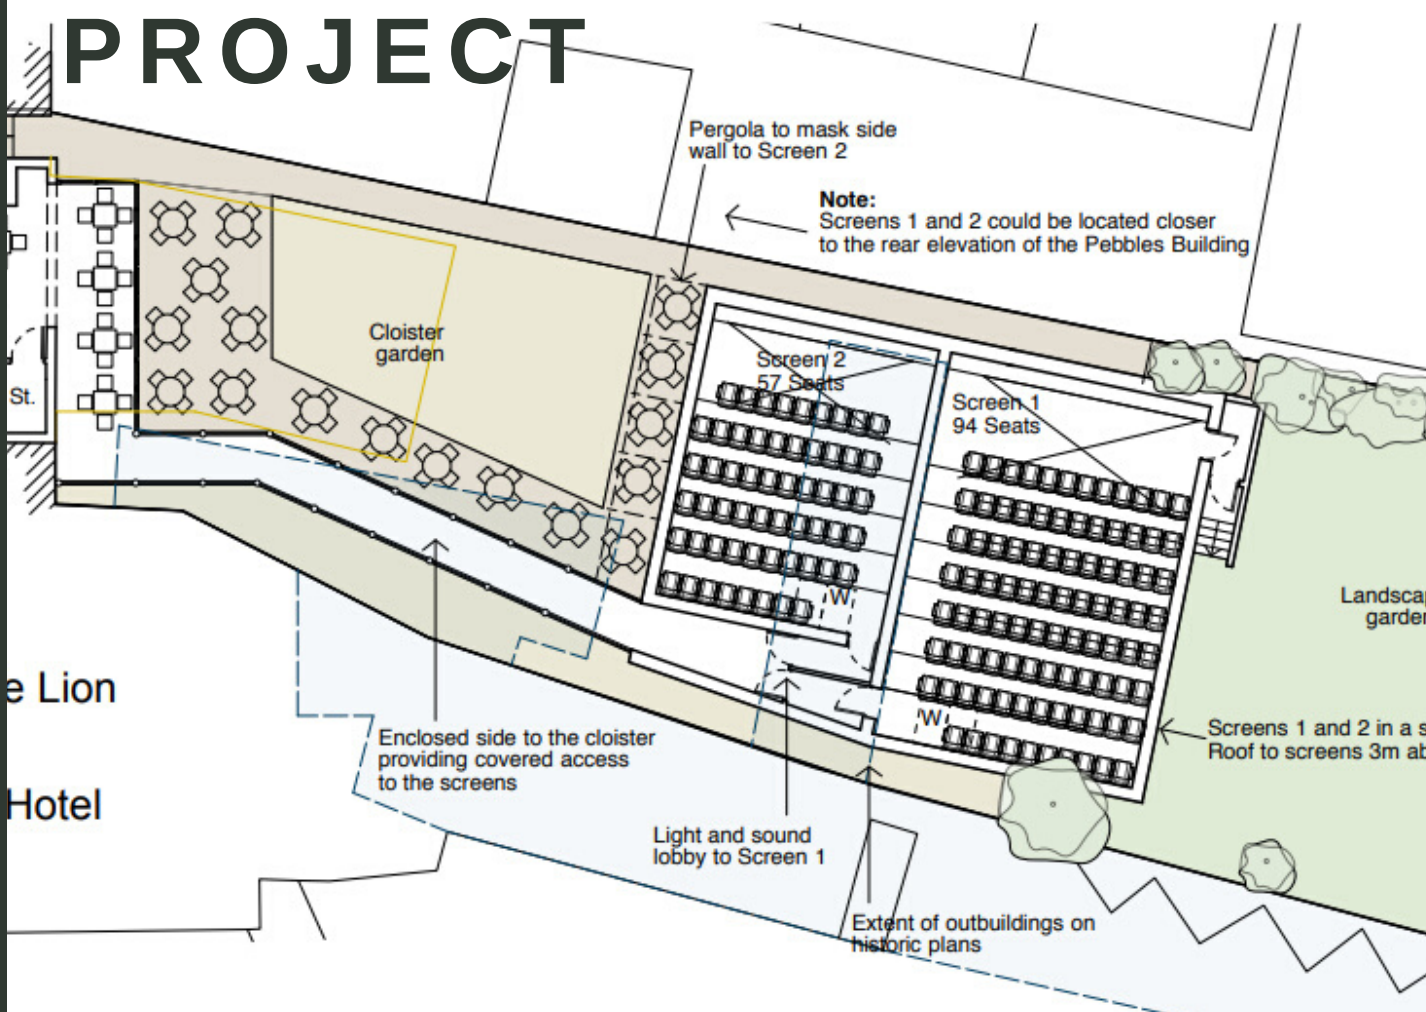 PROJECT
Pergola to mask side
wall to Screen 2
Note:
Screens 1 and 2 could be located closer
to the rear elevation of the Pebbles Building
Cloister
garden
Screen 2
57 Seats
Screen 1
94 Seats
St.
W
W
Landsca
garde
e Lion
Hotel
Enclosed side to the cloister
providing covered access
to the screens
Screens 1 and 2 in a s
Roof to screens 3m ab
Light and sound
lobby to Screen 1
Extent of outbuildings on
historic plans